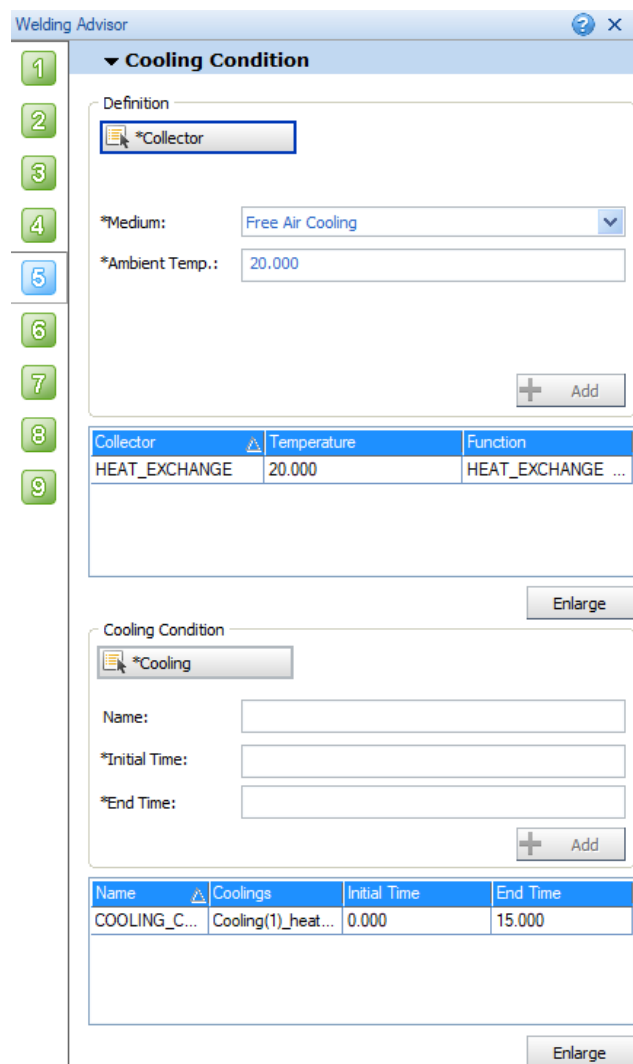 Welding Advisor
1
Cooling Condition
2
Definition
*Collector
3
4
*Medium: Free Air Cooling
*Ambient Temp.: 20.000
5
6
7
Add
8
Collector Temperature Function
HEAT_EXCHANGE 20.000 HEAT_EXCHANGE ...
9
Enlarge
Cooling Condition
*Cooling
Name:
*Initial Time:
*End Time:
Add
Name Coolings Initial Time End Time
COOLING_C... Cooling(1)_heat... 0.000 15.000
Enlarge